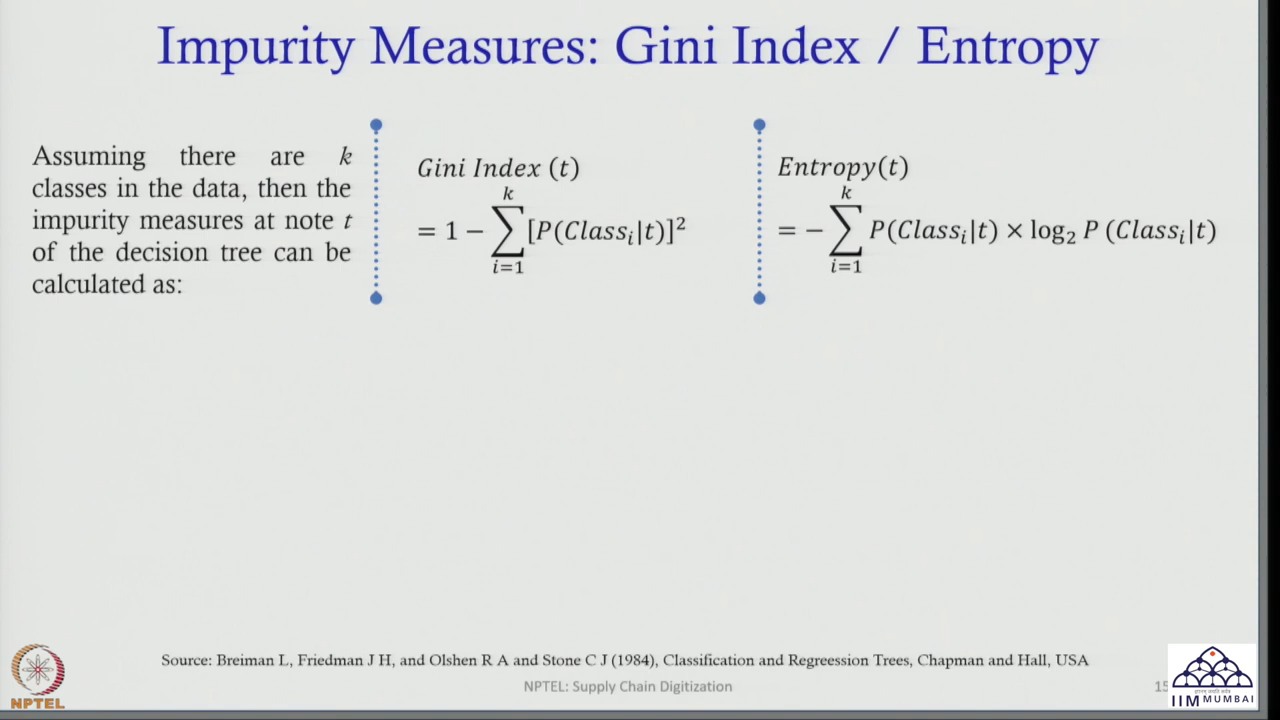 Impurity Measures: Gini Index / Entropy
Assuming there are k
classes in the data, then the
impurity measures at note t
of the decision tree can be
calculated as:
Gini Index (t)
= 1 − ∑_{i=1}^{k} [P(Class_i|t)]²
Entropy(t)
= − ∑_{i=1}^{k} P(Class_i|t) × log₂ P (Class_i|t)
Source: Breiman L, Friedman J H, and Olshen R A and Stone C J (1984), Classification and Regreession Trees, Chapman and Hall, USA
NPTEL
NPTEL: Supply Chain Digitization
15
IIM MUMBAI